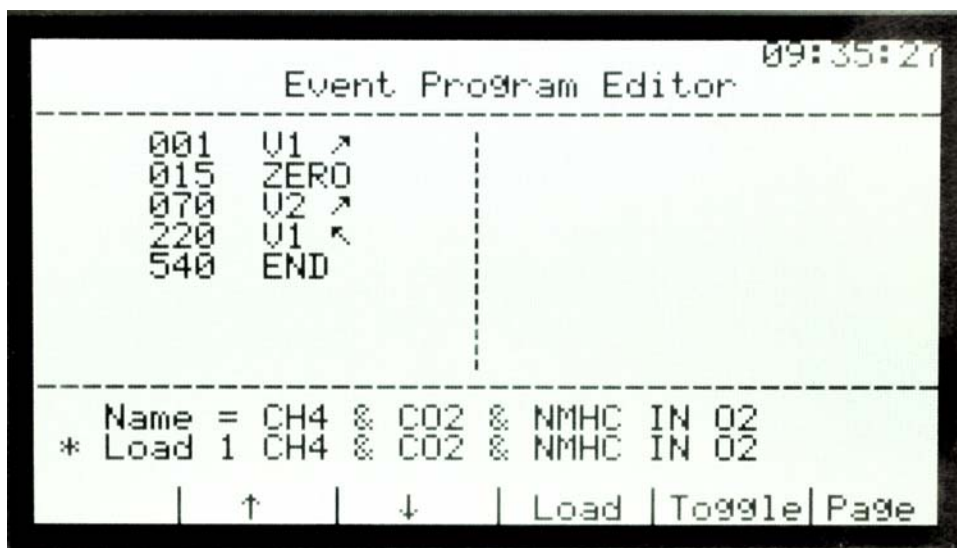 09:35:27
Event Program Editor
001 V1 ↗
015 ZERO
070 V2 ↗
220 V1 ↖
540 END
Name = CH4 & CO2 & NMHC IN O2
* Load 1 CH4 & CO2 & NMHC IN O2
↑ ↓ Load Toggle Page